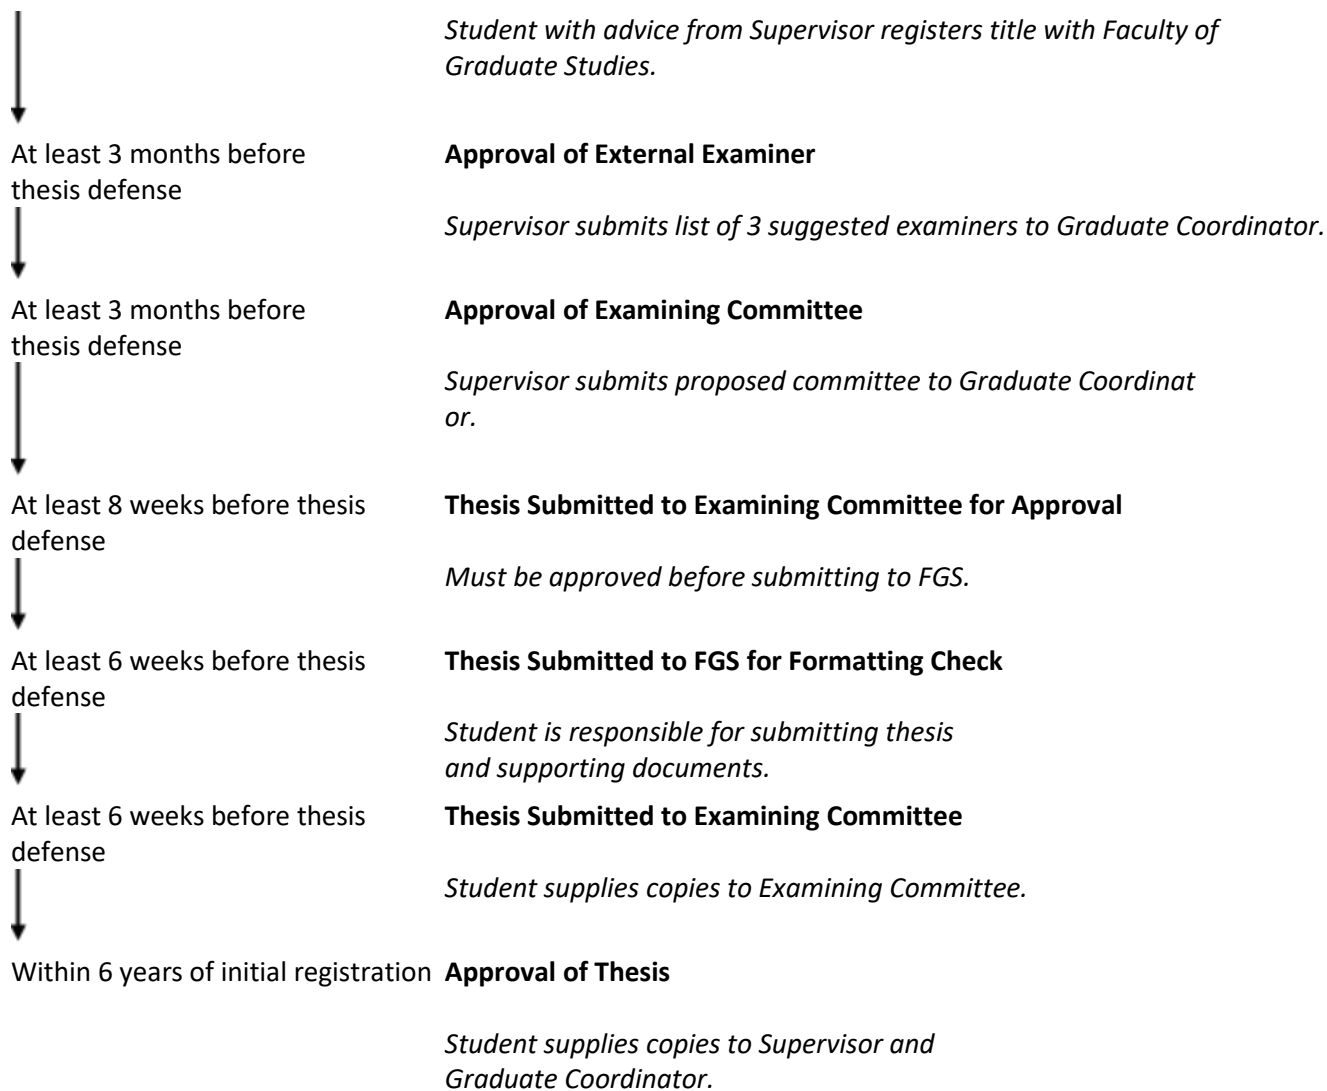 Student with advice from Supervisor registers title with Faculty of
Graduate Studies.
At least 3 months before
thesis defense
Approval of External Examiner
Supervisor submits list of 3 suggested examiners to Graduate Coordinator.
At least 3 months before
thesis defense
Approval of Examining Committee
Supervisor submits proposed committee to Graduate Coordinat
or.
At least 8 weeks before thesis
defense
Thesis Submitted to Examining Committee for Approval
Must be approved before submitting to FGS.
At least 6 weeks before thesis
defense
Thesis Submitted to FGS for Formatting Check
Student is responsible for submitting thesis
and supporting documents.
At least 6 weeks before thesis
defense
Thesis Submitted to Examining Committee
Student supplies copies to Examining Committee.
Within 6 years of initial registration Approval of Thesis
Student supplies copies to Supervisor and
Graduate Coordinator.